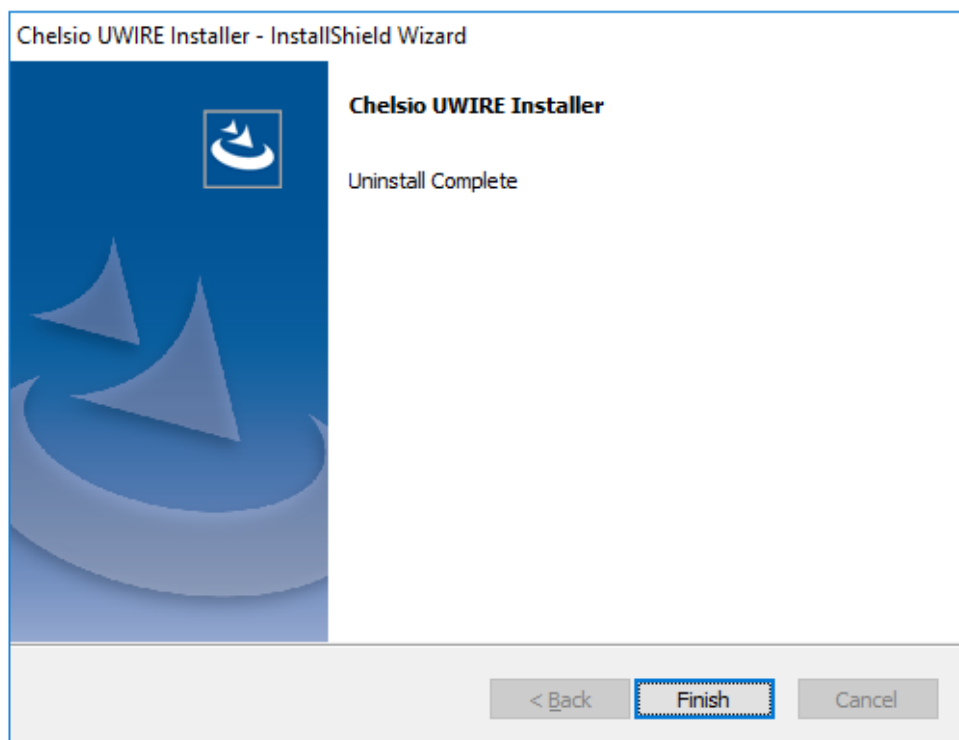 Chelsio UWIRE Installer - InstallShield Wizard
Chelsio UWIRE Installer
Uninstall Complete
< Back
Finish
Cancel